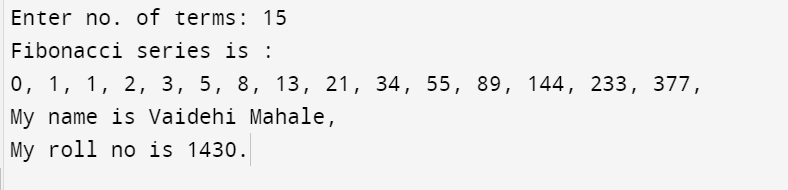 Enter no. of terms: 15
Fibonacci series is :
0, 1, 1, 2, 3, 5, 8, 13, 21, 34, 55, 89, 144, 233, 377,
My name is Vaidehi Mahale,
My roll no is 1430.